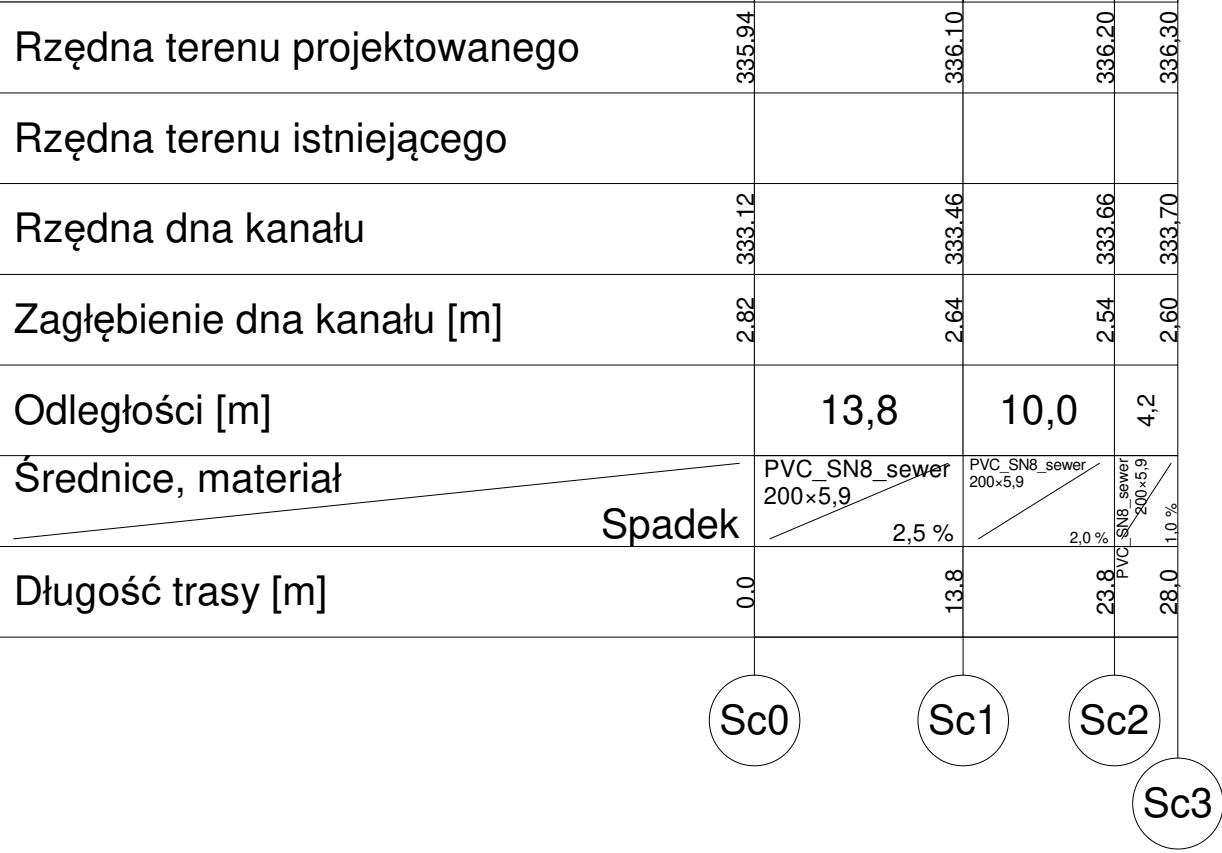 Rzędna terenu projektowanego 335.94 336.10 336.20 336,30
Rzędna terenu istniejącego
Rzędna dna kanału 333.12 333.46 333.66 333,70
Zagłębienie dna kanału [m] 2.82 2.64 2.54 2,60
Odległości [m] 13,8 10,0 4,2
Średnice, materiał
Spadek
PVC_SN8_sewer
200×5,9
2,5 %
PVC_SN8_sewer
200×5,9
2,0 %
PVC_SN8_sewer
200×5,9
1,0 %
Długość trasy [m] 0.0 13.8 23.8 28,0
Sc0 Sc1 Sc2
Sc3